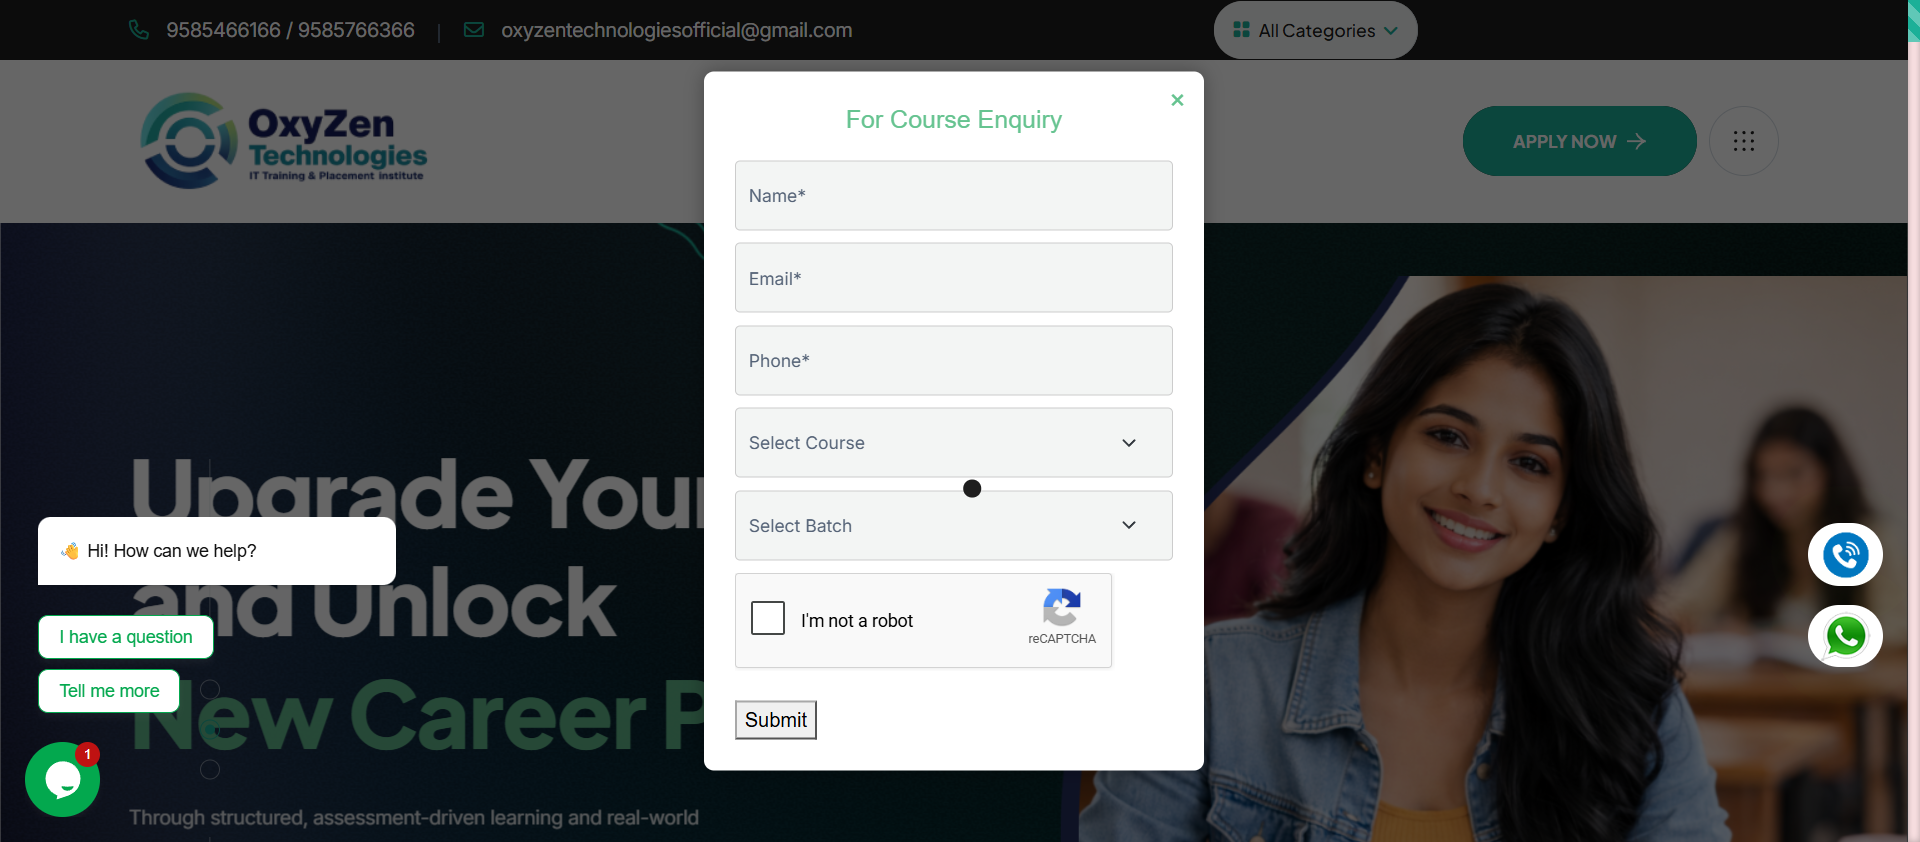 9585466166 / 9585766366 | oxyzentechnologiesofficial@gmail.com
All Categories
OxyZen
Technologies
IT Training & Placement Institute
APPLY NOW
×
For Course Enquiry
Name*
Email*
Phone*
Select Course
Select Batch
I'm not a robot
reCAPTCHA
Submit
Upgrade Your
and Unlock
New Career P
Through structured, assessment-driven learning and real-world
👋 Hi! How can we help?
I have a question
Tell me more
1